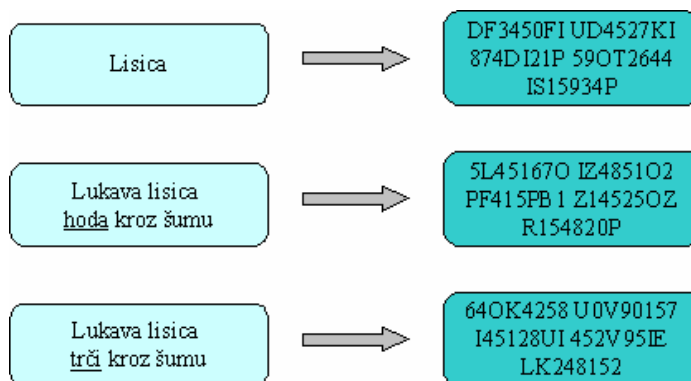 Lisica
DF3450FI UD4527KI
874DI21P 59OT2644
IS15934P
Lukava lisica
hoda kroz šumu
5L45167O IZ4851O2
PF415PB1 Z14525OZ
R154820P
Lukava lisica
trči kroz šumu
64OK4258 U0V90157
I45128UI 452V95IE
LK248152